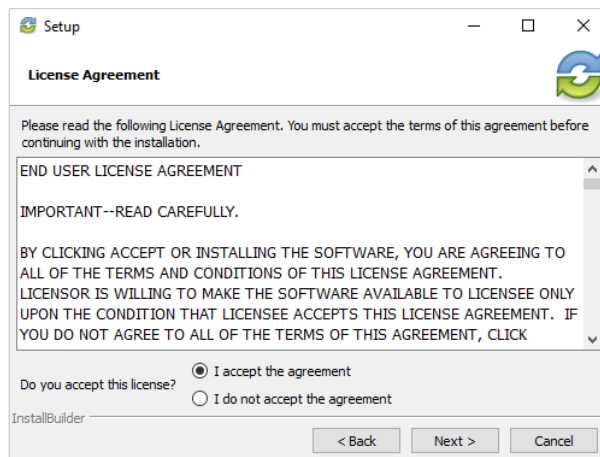 Setup
License Agreement
Please read the following License Agreement. You must accept the terms of this agreement before
continuing with the installation.
END USER LICENSE AGREEMENT
IMPORTANT--READ CAREFULLY.
BY CLICKING ACCEPT OR INSTALLING THE SOFTWARE, YOU ARE AGREEING TO
ALL OF THE TERMS AND CONDITIONS OF THIS LICENSE AGREEMENT.
LICENSOR IS WILLING TO MAKE THE SOFTWARE AVAILABLE TO LICENSEE ONLY
UPON THE CONDITION THAT LICENSEE ACCEPTS THIS LICENSE AGREEMENT.  IF
YOU DO NOT AGREE TO ALL OF THE TERMS OF THIS AGREEMENT, CLICK
Do you accept this license?
I accept the agreement
I do not accept the agreement
InstallBuilder
< Back
Next >
Cancel